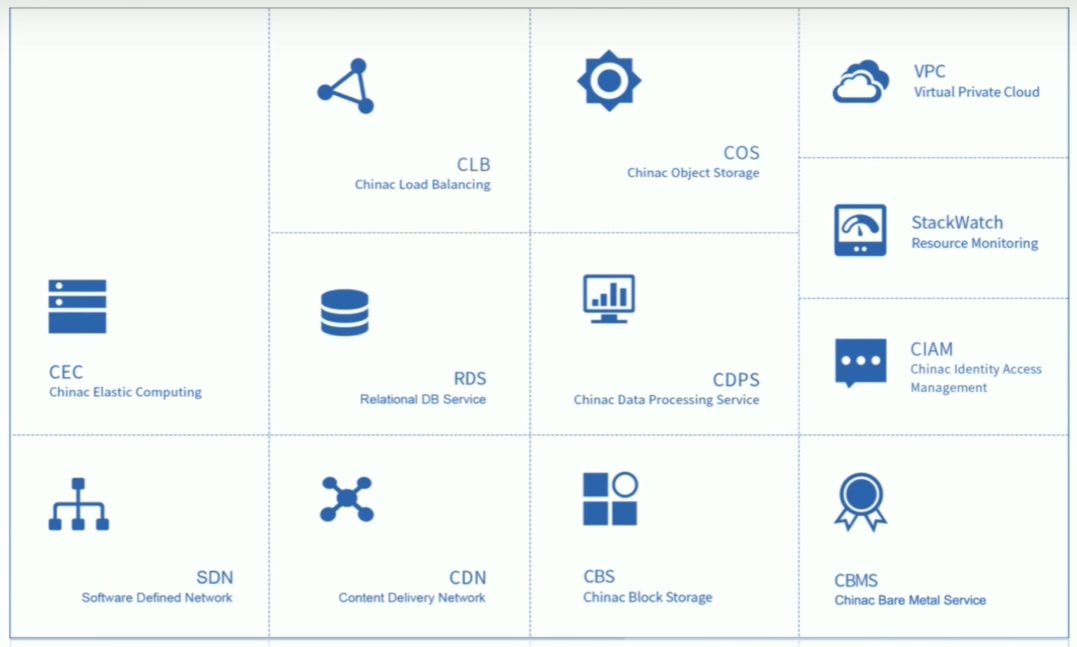 CLB
Chinac Load Balancing
COS
Chinac Object Storage
VPC
Virtual Private Cloud
StackWatch
Resource Monitoring
CEC
Chinac Elastic Computing
RDS
Relational DB Service
CDPS
Chinac Data Processing Service
CIAM
Chinac Identity Access
Management
SDN
Software Defined Network
CDN
Content Delivery Network
CBS
Chinac Block Storage
CBMS
Chinac Bare Metal Service